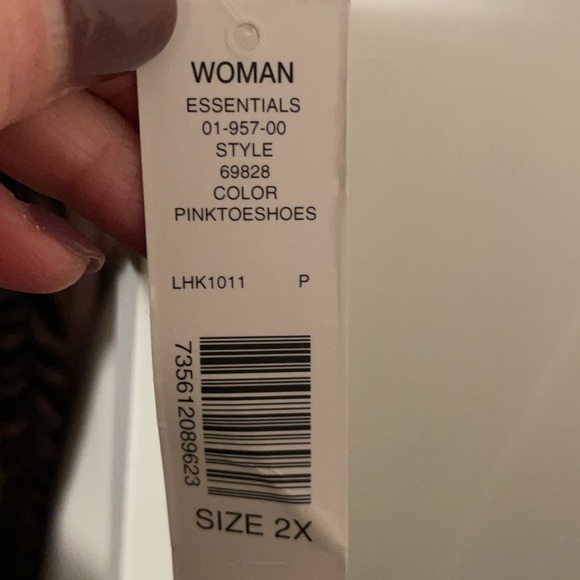 WOMAN
ESSENTIALS
01-957-00
STYLE
69828
COLOR
PINKTOESHOES
LHK1011 P
735612089623
SIZE 2X